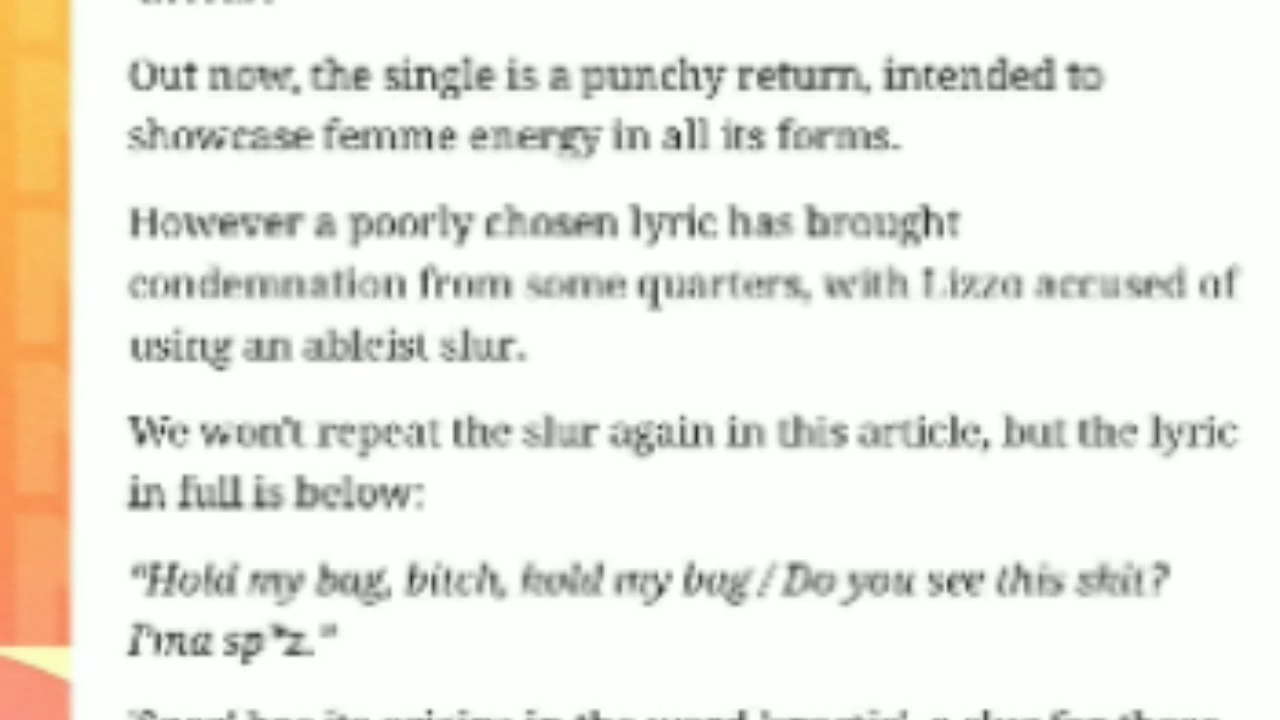 Out now, the single is a punchy return, intended to
showcase femme energy in all its forms.
However a poorly chosen lyric has brought
condemnation from some quarters, with Lizzo accused of
using an ableist slur.
We won't repeat the slur again in this article, but the lyric
in full is below:
"Hold my bag, bitch, hold my bag / Do you see this shit?
I'ma sp*z."